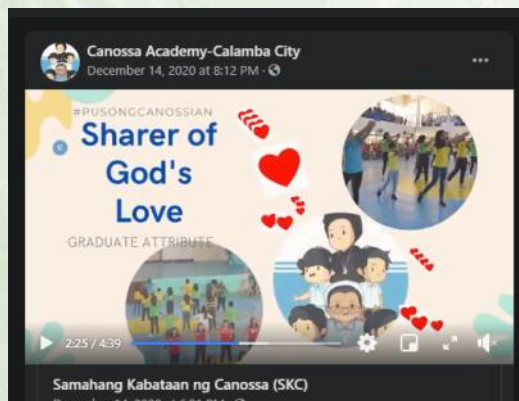 Canossa Academy-Calamba City
December 14, 2020 at 8:12 PM ·
#PUSONGCANOSSIAN
Sharer of
God's
Love
GRADUATE ATTRIBUTE
2:25 / 4:39
Samahang Kabataan ng Canossa (SKC)